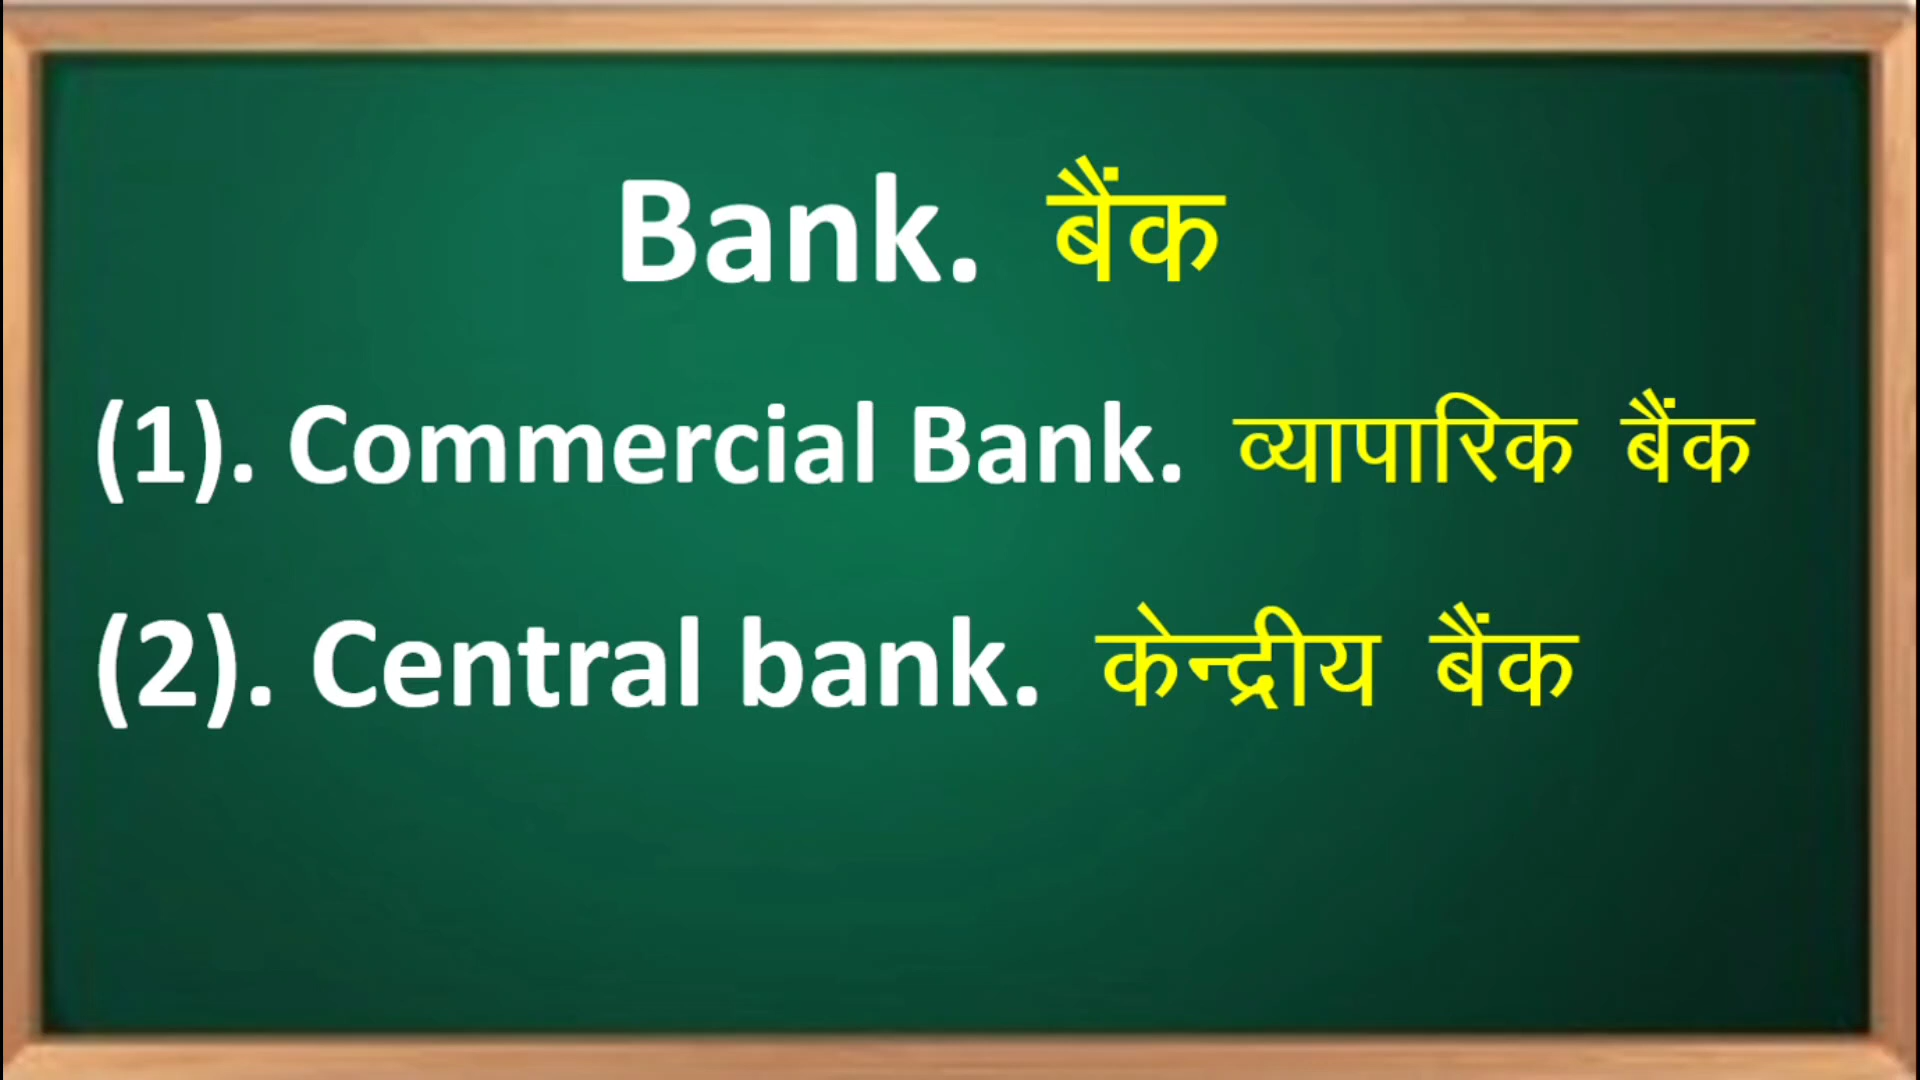 Bank. बैंक
(1). Commercial Bank. व्यापारिक बैंक
(2). Central bank. केन्द्रीय बैंक